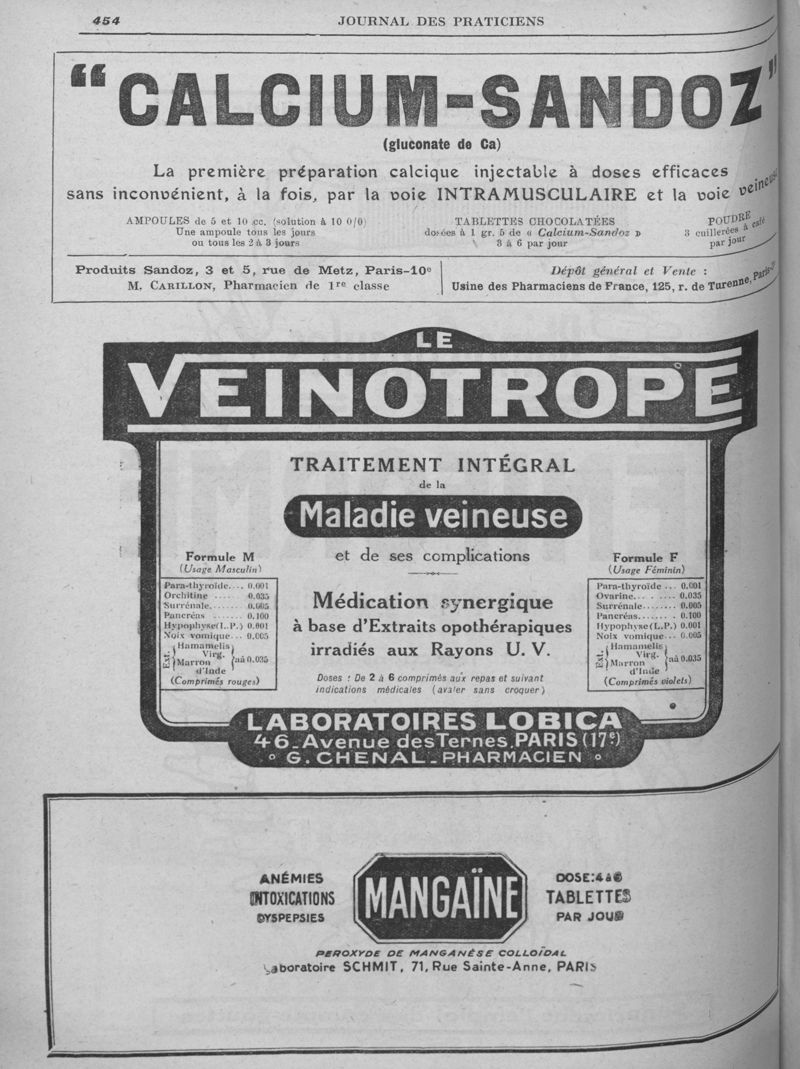 454
JOURNAL DES PRATICIENS
“CALCIUM-SANDOZ”
(gluconate de Ca)
La première préparation calcique injectable à doses efficaces
sans inconvénient, à la fois, par la voie INTRAMUSCULAIRE et la voie veineuse
AMPOULES de 5 et 10 cc. (solution à 10 0/0)
Une ampoule tous les jours
ou tous les 2 à 3 jours
TABLETTES CHOCOLATÉES
dosées à 1 gr. 5 de « Calcium-Sandoz »
3 à 6 par jour
POUDRE
3 cuillerées à café
par jour
Produits Sandoz, 3 et 5, rue de Metz, Paris-10e
M. CARILLON, Pharmacien de 1re classe
Dépôt général et Vente :
Usine des Pharmaciens de France, 125, r. de Turenne, Paris-3e
LE
VEINOTROPE
TRAITEMENT INTÉGRAL
de la
Maladie veineuse
et de ses complications
Médication synergique
à base d'Extraits opothérapiques
irradiés aux Rayons U. V.
Doses : De 2 à 6 comprimés aux repas et suivant
indications médicales (avaler sans croquer)
Formule M
(Usage Masculin)
Para-thyroïde.... 0.001
Orchitine ...... 0.035
Surrénale........ 0.005
Pancréas ....... 0.100
Hypophyse(L.P.) 0.001
Noix vomique... 0.005
Ext. Hamamelis
Virg.
Marron
d'Inde
āā 0.035
(Comprimés rouges)
Formule F
(Usage Féminin)
Para-thyroïde ... 0.001
Ovarine......... 0.035
Surrénale....... 0.005
Pancréas....... 0.100
Hypophyse(L.P.) 0.001
Noix vomique... 0.005
Ext. Hamamelis
Virg.
Marron
d'Inde
āā 0.035
(Comprimés violets)
LABORATOIRES LOBICA
46_Avenue des Ternes.PARIS (17e)
° G. CHENAL_PHARMACIEN °
ANÉMIES
INTOXICATIONS
DYSPEPSIES
MANGAÏNE
DOSE:4à6
TABLETTES
PAR JOUR
PEROXYDE DE MANGANÈSE COLLOÏDAL
Laboratoire SCHMIT, 71, Rue Sainte-Anne, PARIS